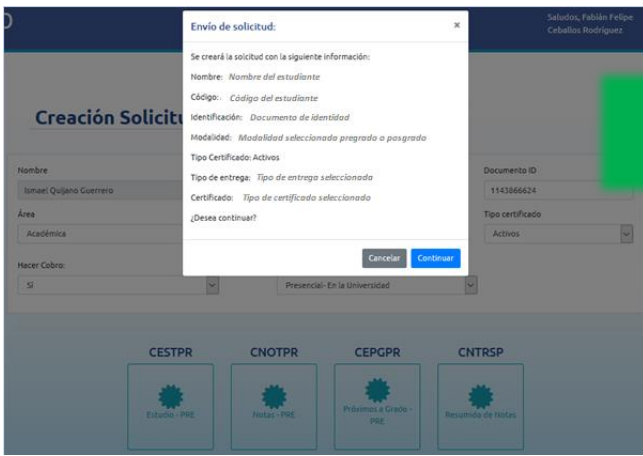 Saludos, Fabián Felipe
Ceballos Rodríguez
Envío de solicitud:
×
Se creará la solcitud con la siguiente información:
Nombre: Nombre del estudiante
Código:. Código del estudiante
Identificación: Documento de identidad
Modalidad: Modalidad seleccionada pregrado o posgrado
Tipo Certificado: Activos
Tipo de entrega: Tipo de entrega seleccionada
Certificado: Tipo de certificado seleccionado
¿Desea continuar?
Cancelar Continuar
Creación Solicitu
Nombre
Documento ID
Ismael Quijano Guerrero
1143866624
Área
Tipo certificado
Académica
Activos
Hacer Cobro:
Sí
Presencial- En la Universidad
CESTPR CNOTPR CEPGPR CNTRSP
Estudio - PRE
Notas - PRE
Próximos a Grado - PRE
Resumida de Notas